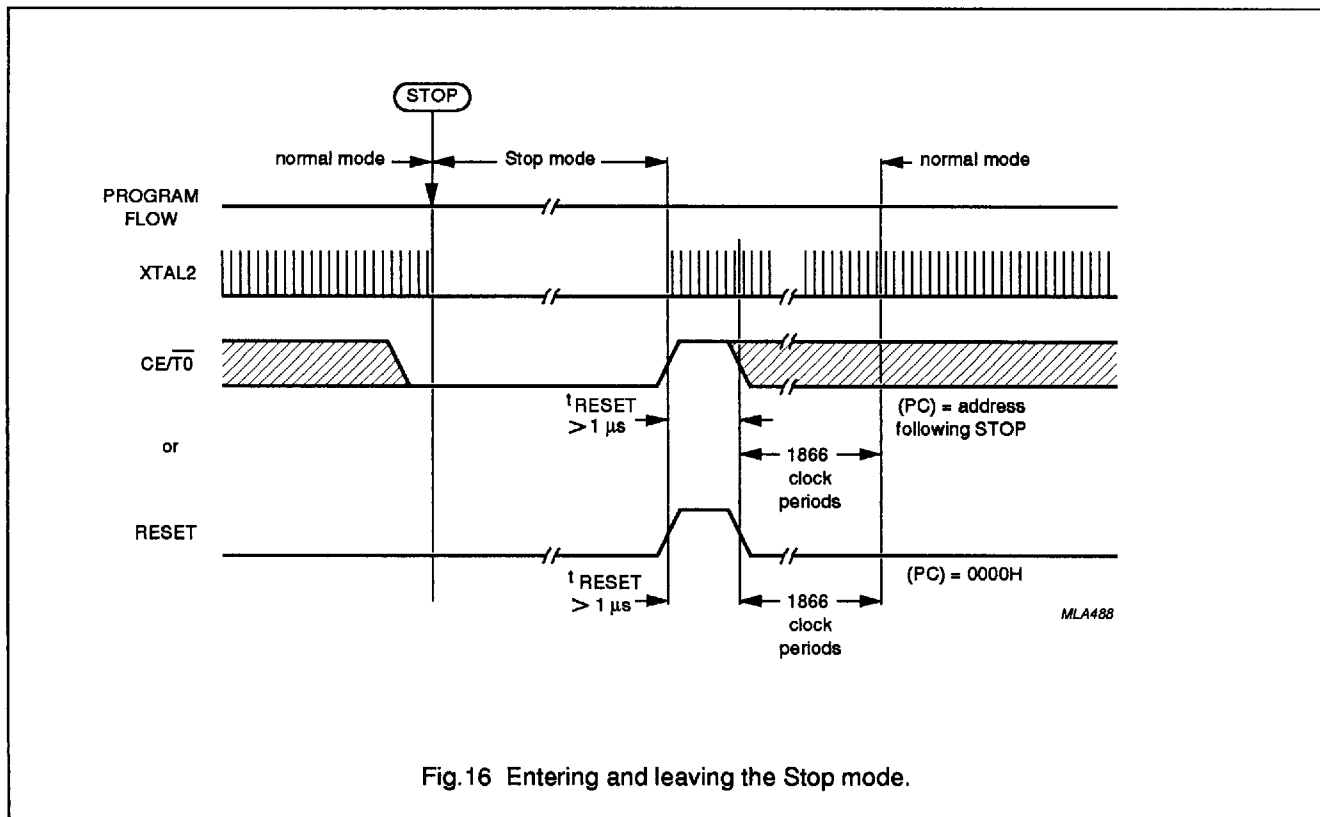 STOP
normal mode
Stop mode
normal mode
PROGRAM
FLOW
XTAL2
CE/T0
tRESET
> 1 µs
(PC) = address
following STOP
or
1866
clock
periods
RESET
(PC) = 0000H
tRESET
> 1 µs
1866
clock
periods
MLA488
Fig.16 Entering and leaving the Stop mode.